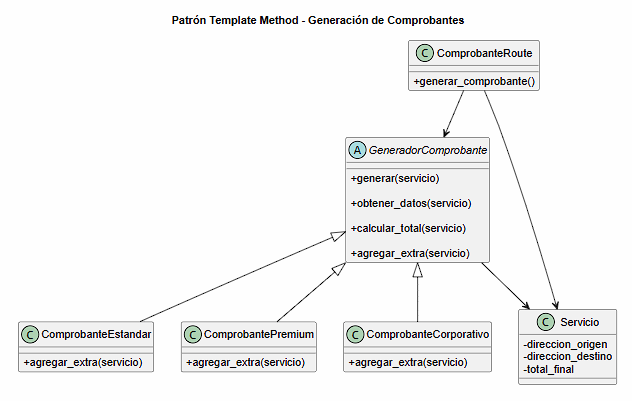 Patrón Template Method - Generación de Comprobantes
C ComprobanteRoute
+generar_comprobante()
A GeneradorComprobante
+generar(servicio)
+obtener_datos(servicio)
+calcular_total(servicio)
+agregar_extra(servicio)
C ComprobanteEstandar
+agregar_extra(servicio)
C ComprobantePremium
+agregar_extra(servicio)
C ComprobanteCorporativo
+agregar_extra(servicio)
C Servicio
-direccion_origen
-direccion_destino
-total_final